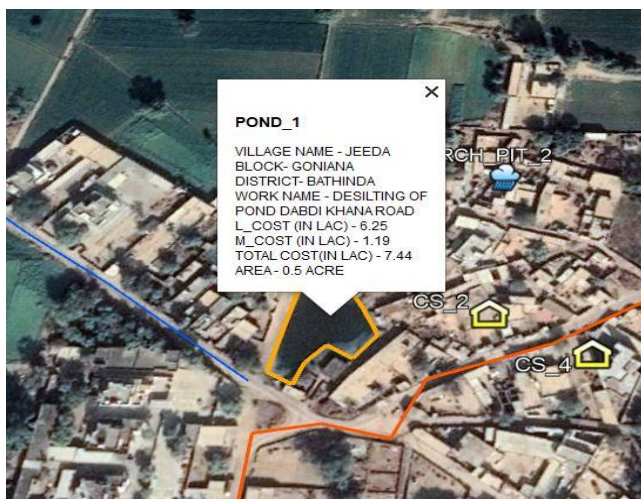 POND_1
VILLAGE NAME - JEEDA
BLOCK- GONIANA
DISTRICT- BATHINDA
WORK NAME - DESILTING OF
POND DABDI KHANA ROAD
L_COST (IN LAC) - 6.25
M_COST (IN LAC) - 1.19
TOTAL COST(IN LAC) - 7.44
AREA - 0.5 ACRE
RCH_PIT_2
CS_2
CS_4